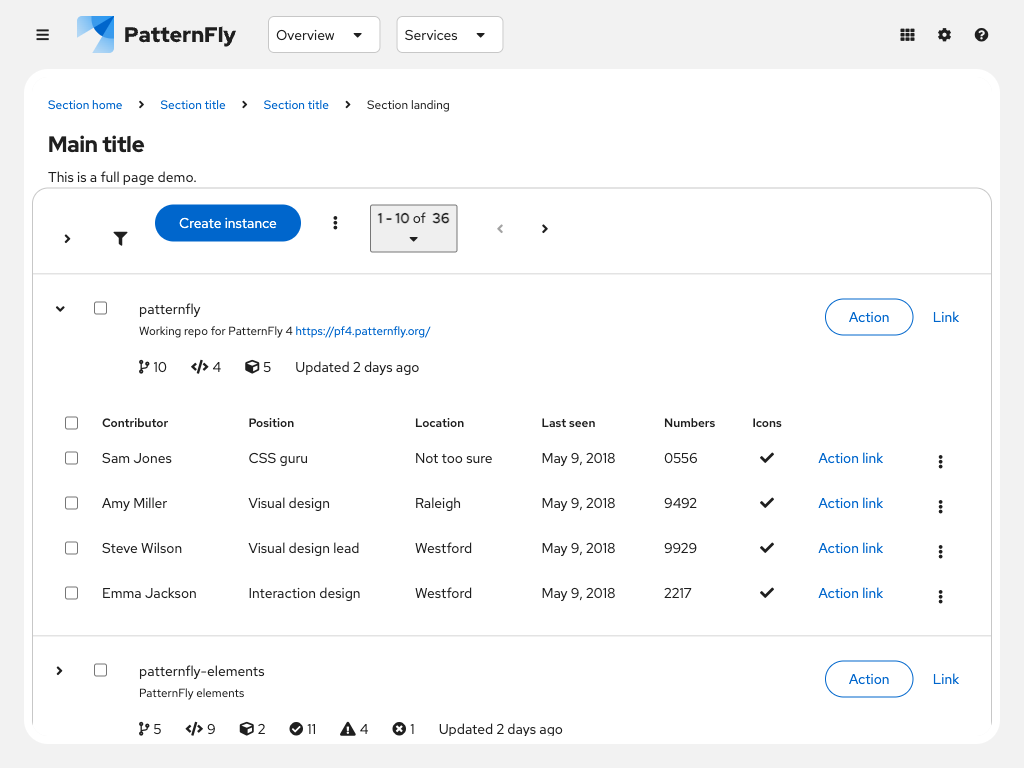 PatternFly Overview Services
Section home Section title Section title Section landing
Main title
This is a full page demo.
Create instance 1 - 10 of 36
patternfly Action Link
Working repo for PatternFly 4 https://pf4.patternfly.org/
10 4 5 Updated 2 days ago
Contributor Position Location Last seen Numbers Icons
Sam Jones CSS guru Not too sure May 9, 2018 0556 Action link
Amy Miller Visual design Raleigh May 9, 2018 9492 Action link
Steve Wilson Visual design lead Westford May 9, 2018 9929 Action link
Emma Jackson Interaction design Westford May 9, 2018 2217 Action link
patternfly-elements Action Link
PatternFly elements
5 9 2 11 4 1 Updated 2 days ago